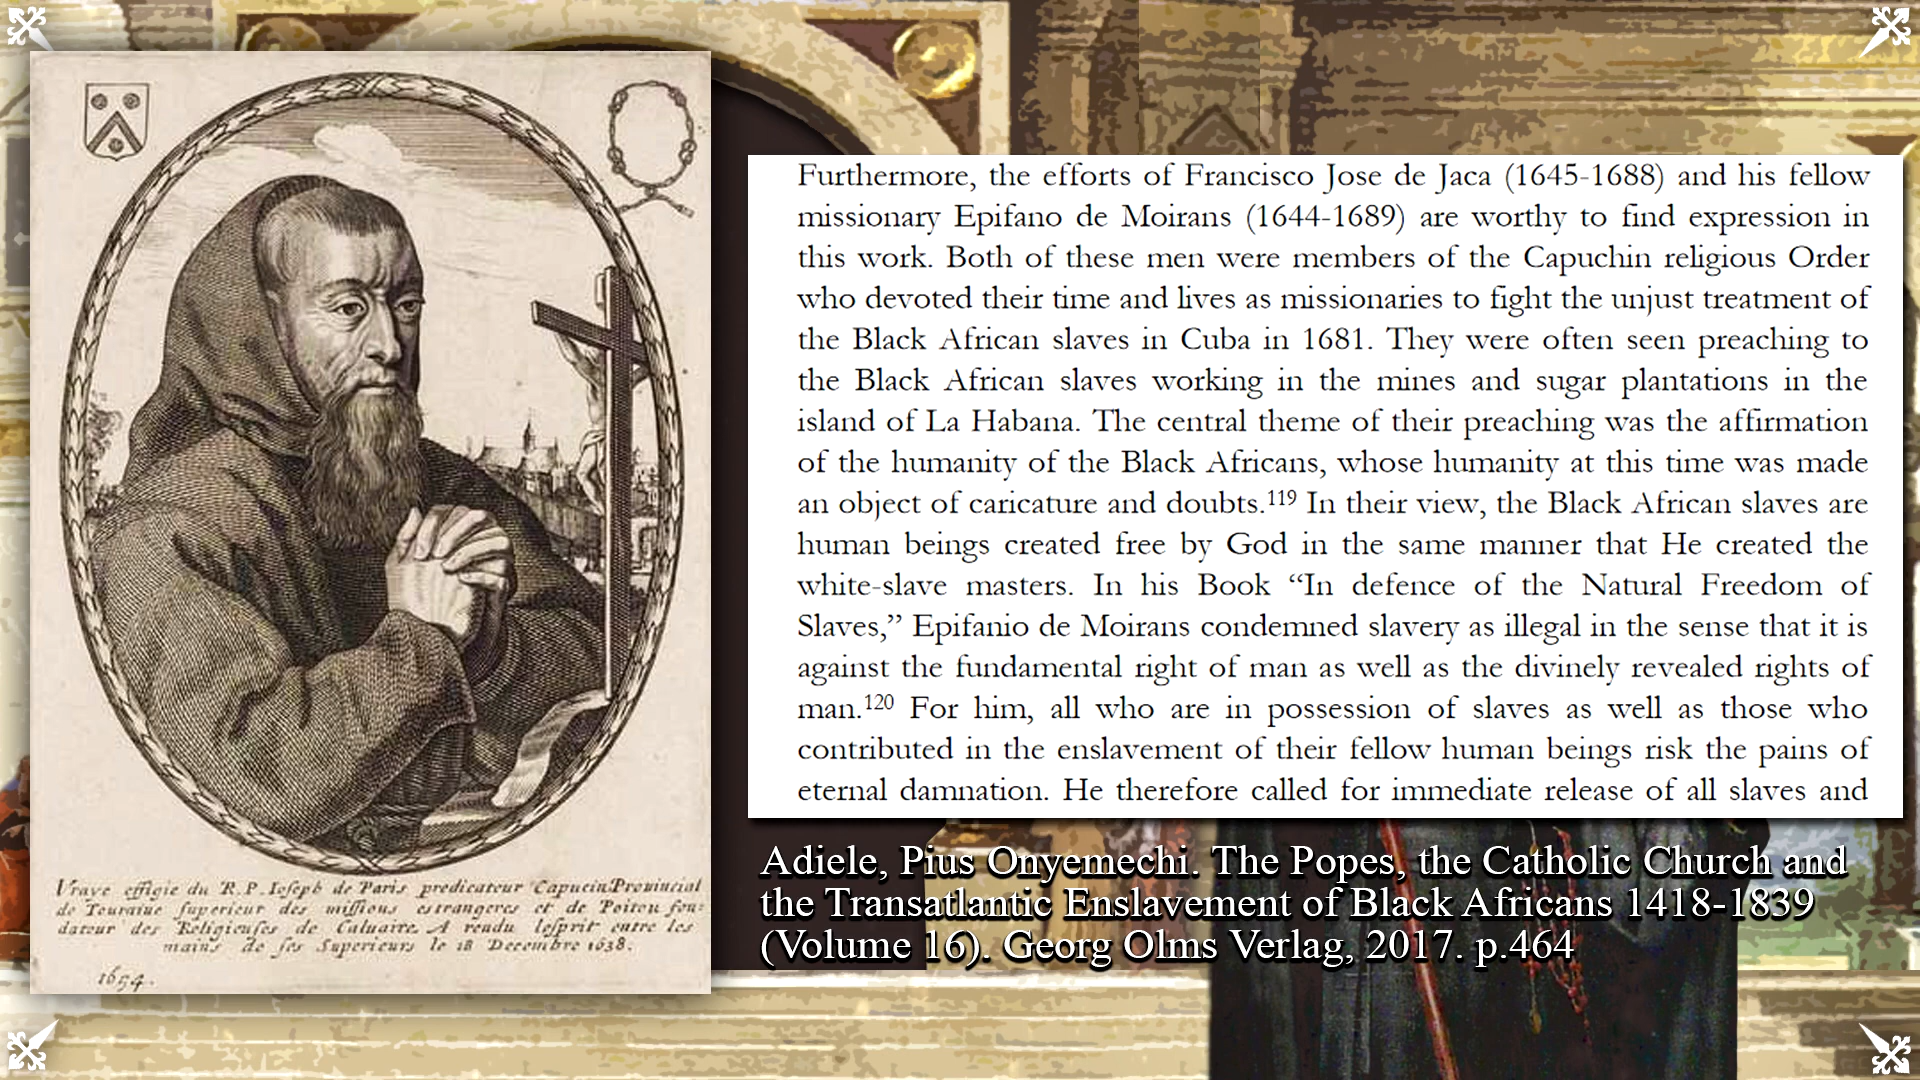 Vraye effigie du R.P. Ioseph de Paris predicateur Capucin Prouincial
de Touraine superieur des missions estrangeres et de Poitou fon:
dateur des Religieuses de Caluaire. A rendu lesprit entre les
mains de ses Superieurs le 18 Decembre 1638.
1654.
Furthermore, the efforts of Francisco Jose de Jaca (1645-1688) and his fellow
missionary Epifano de Moirans (1644-1689) are worthy to find expression in
this work. Both of these men were members of the Capuchin religious Order
who devoted their time and lives as missionaries to fight the unjust treatment of
the Black African slaves in Cuba in 1681. They were often seen preaching to
the Black African slaves working in the mines and sugar plantations in the
island of La Habana. The central theme of their preaching was the affirmation
of the humanity of the Black Africans, whose humanity at this time was made
an object of caricature and doubts.119 In their view, the Black African slaves are
human beings created free by God in the same manner that He created the
white-slave masters. In his Book “In defence of the Natural Freedom of
Slaves,” Epifanio de Moirans condemned slavery as illegal in the sense that it is
against the fundamental right of man as well as the divinely revealed rights of
man.120 For him, all who are in possession of slaves as well as those who
contributed in the enslavement of their fellow human beings risk the pains of
eternal damnation. He therefore called for immediate release of all slaves and
Adiele, Pius Onyemechi. The Popes, the Catholic Church and
the Transatlantic Enslavement of Black Africans 1418-1839
(Volume 16). Georg Olms Verlag, 2017. p.464